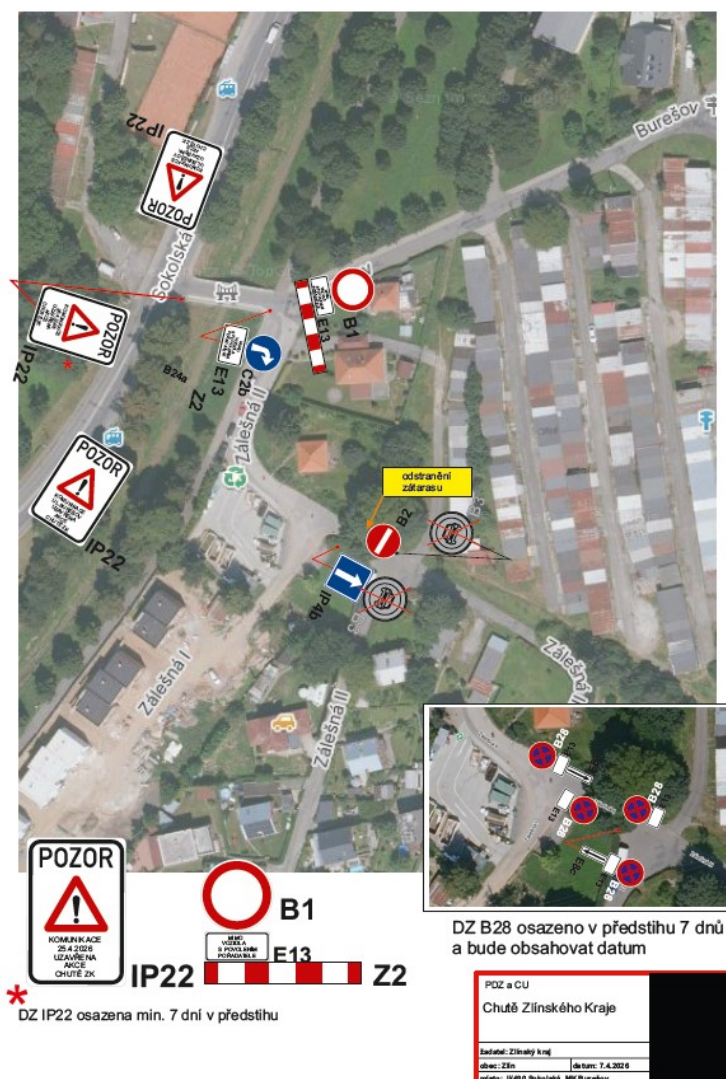 Burešov
IP22
POZOR
Sokolská
POZOR
IP22
*
B1
E13
B24a
Z2
E13
C2b
Zálešná II
POZOR
IP22
odstranění
zátarasu
B2
IP4b
Zálešná I
Zálešná II
Zálešná II
B28
E13
B28
B28
E8c
B28
POZOR
KOMUNIKACE
25.4.2026
UZAVŘENA
AKCE
CHUTĚ ZK
IP22
B1
MIMO
VOZIDLA
S POVOLENÍM
POŘADATELE
E13
Z2
DZ B28 osazeno v předstihu 7 dnů
a bude obsahovat datum
* DZ IP22 osazena min. 7 dní v předstihu
PDZ a CU
Chutě Zlínského Kraje
žadatel: Zlínský kraj
obec: Zlín
datum: 7.4.2026